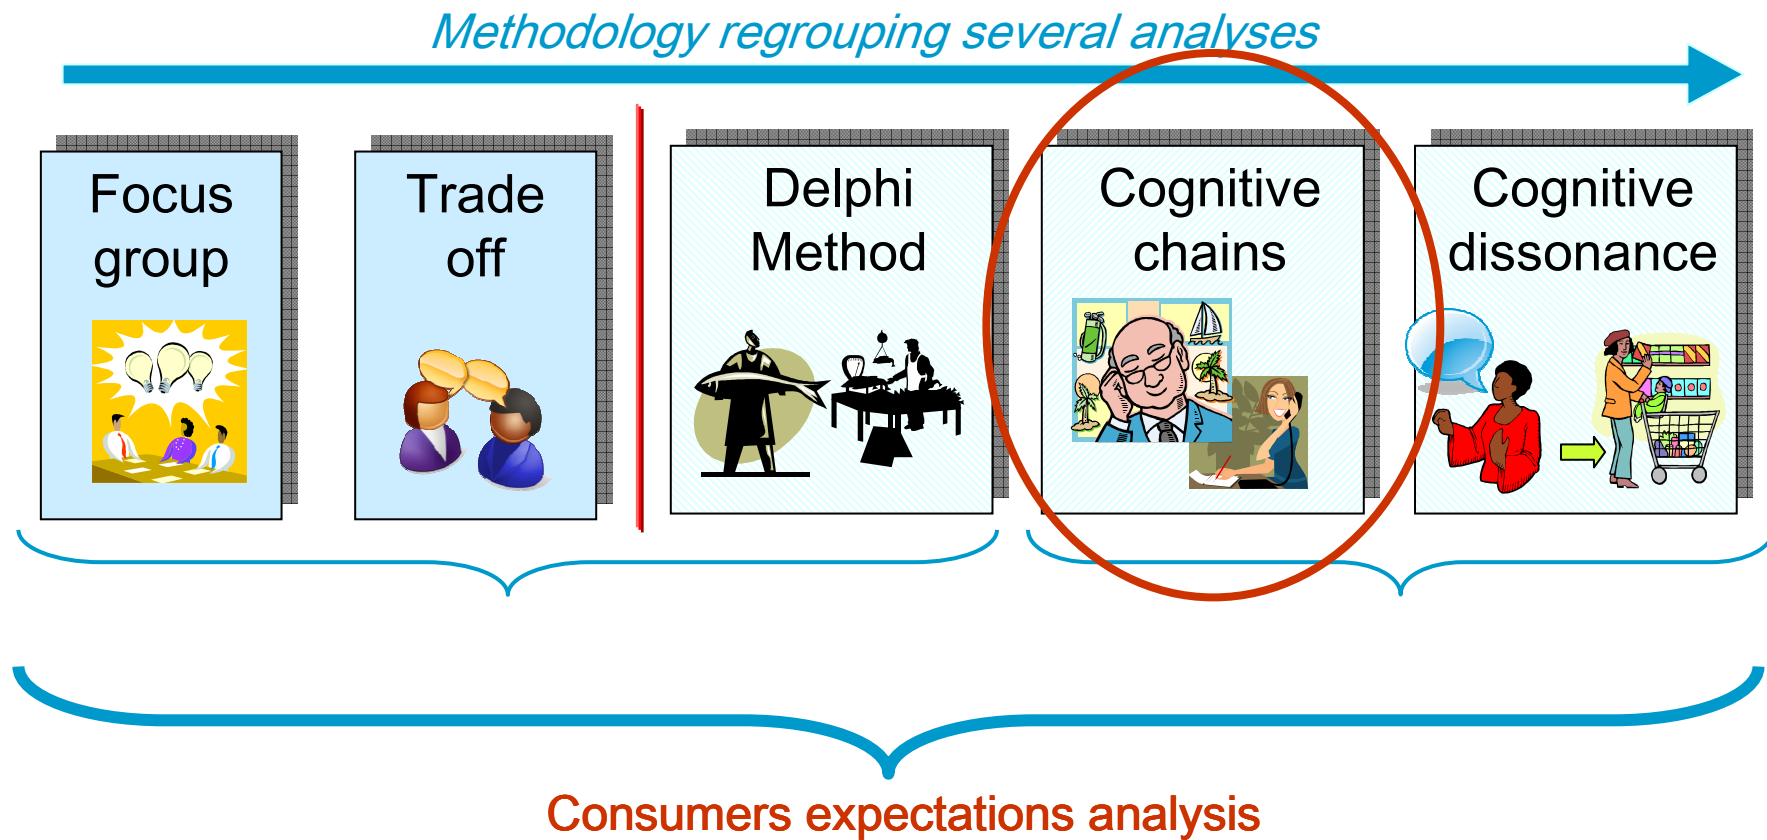 Methodology regrouping several analyses
Focus
group
Trade
off
Delphi
Method
Cognitive
chains
Cognitive
dissonance
Consumers expectations analysis